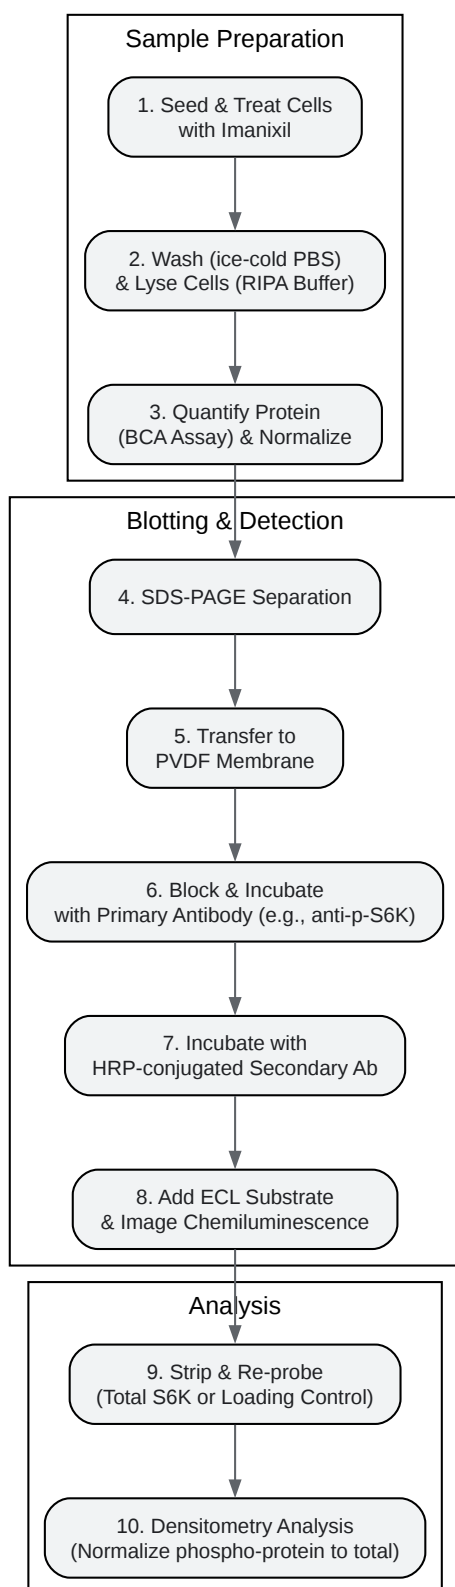 Sample Preparation
1. Seed & Treat Cells
with Imanixil
2. Wash (ice-cold PBS)
& Lyse Cells (RIPA Buffer)
3. Quantify Protein
(BCA Assay) & Normalize
Blotting & Detection
4. SDS-PAGE Separation
5. Transfer to
PVDF Membrane
6. Block & Incubate
with Primary Antibody (e.g., anti-p-S6K)
7. Incubate with
HRP-conjugated Secondary Ab
8. Add ECL Substrate
& Image Chemiluminescence
Analysis
9. Strip & Re-probe
(Total S6K or Loading Control)
10. Densitometry Analysis
(Normalize phospho-protein to total)